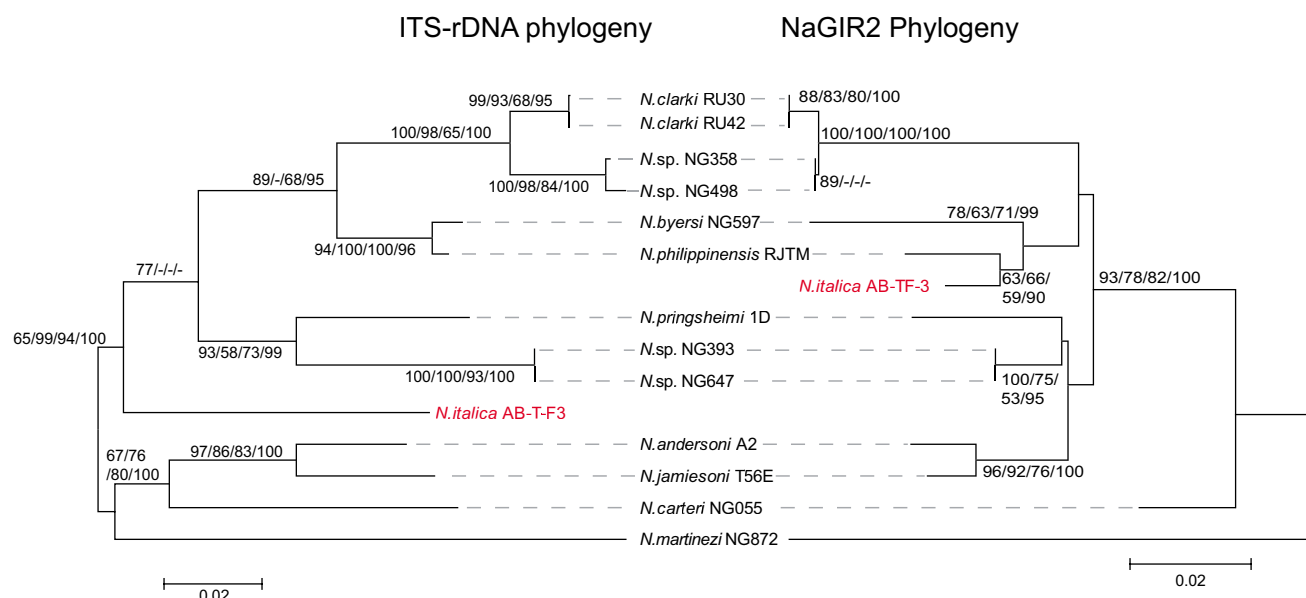 ITS-rDNA phylogeny NaGIR2 Phylogeny
99/93/68/95 N.clarki RU30 88/83/80/100
100/98/65/100 N.clarki RU42 100/100/100/100
N.sp. NG358
89/-/68/95
100/98/84/100 N.sp. NG498 89/-/-/-
N.byersi NG597 78/63/71/99
94/100/100/96 N.philippinensis RJTM
77/-/-/-
N.italica AB-TF-3 63/66/
59/90
93/78/82/100
N.pringsheimi 1D
65/99/94/100
93/58/73/99 N.sp. NG393
100/100/93/100 N.sp. NG647 100/75/
53/95
N.italica AB-T-F3
97/86/83/100 N.andersoni A2
67/76
/80/100
N.jamiesoni T56E 96/92/76/100
N.carteri NG055
N.martinezi NG872
0.02 0.02